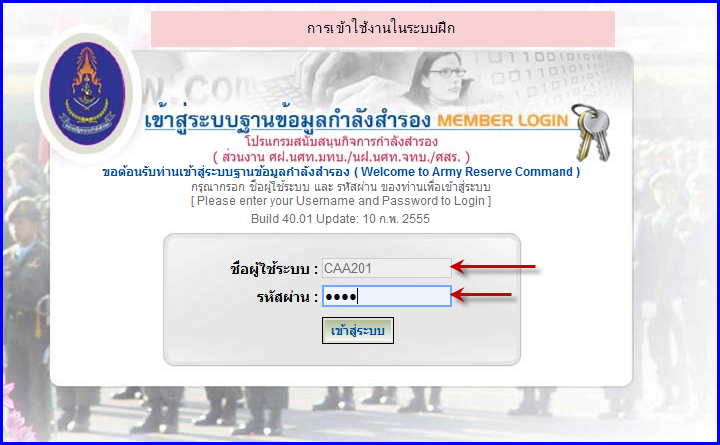 การเข้าใช้งานในระบบฝึก
W.com
เข้าสู่ระบบฐานข้อมูลกำลังสำรอง MEMBER LOGIN
โปรแกรมสนับสนุนกิจการกำลังสำรอง
( ส่วนงาน ศฝ.นศท.มทบ./นฝ.นศท.จทบ./ศสร. )
ขอต้อนรับท่านเข้าสู่ระบบฐานข้อมูลกำลังสำรอง ( Welcome to Army Reserve Command )
กรุณากรอก ชื่อผู้ใช้ระบบ และ รหัสผ่าน ของท่านเพื่อเข้าสู่ระบบ
[ Please enter your Username and Password to Login ]
Build 40.01 Update: 10 ก.พ. 2555
ชื่อผู้ใช้ระบบ : CAA201
รหัสผ่าน : ●●●●
เข้าสู่ระบบ